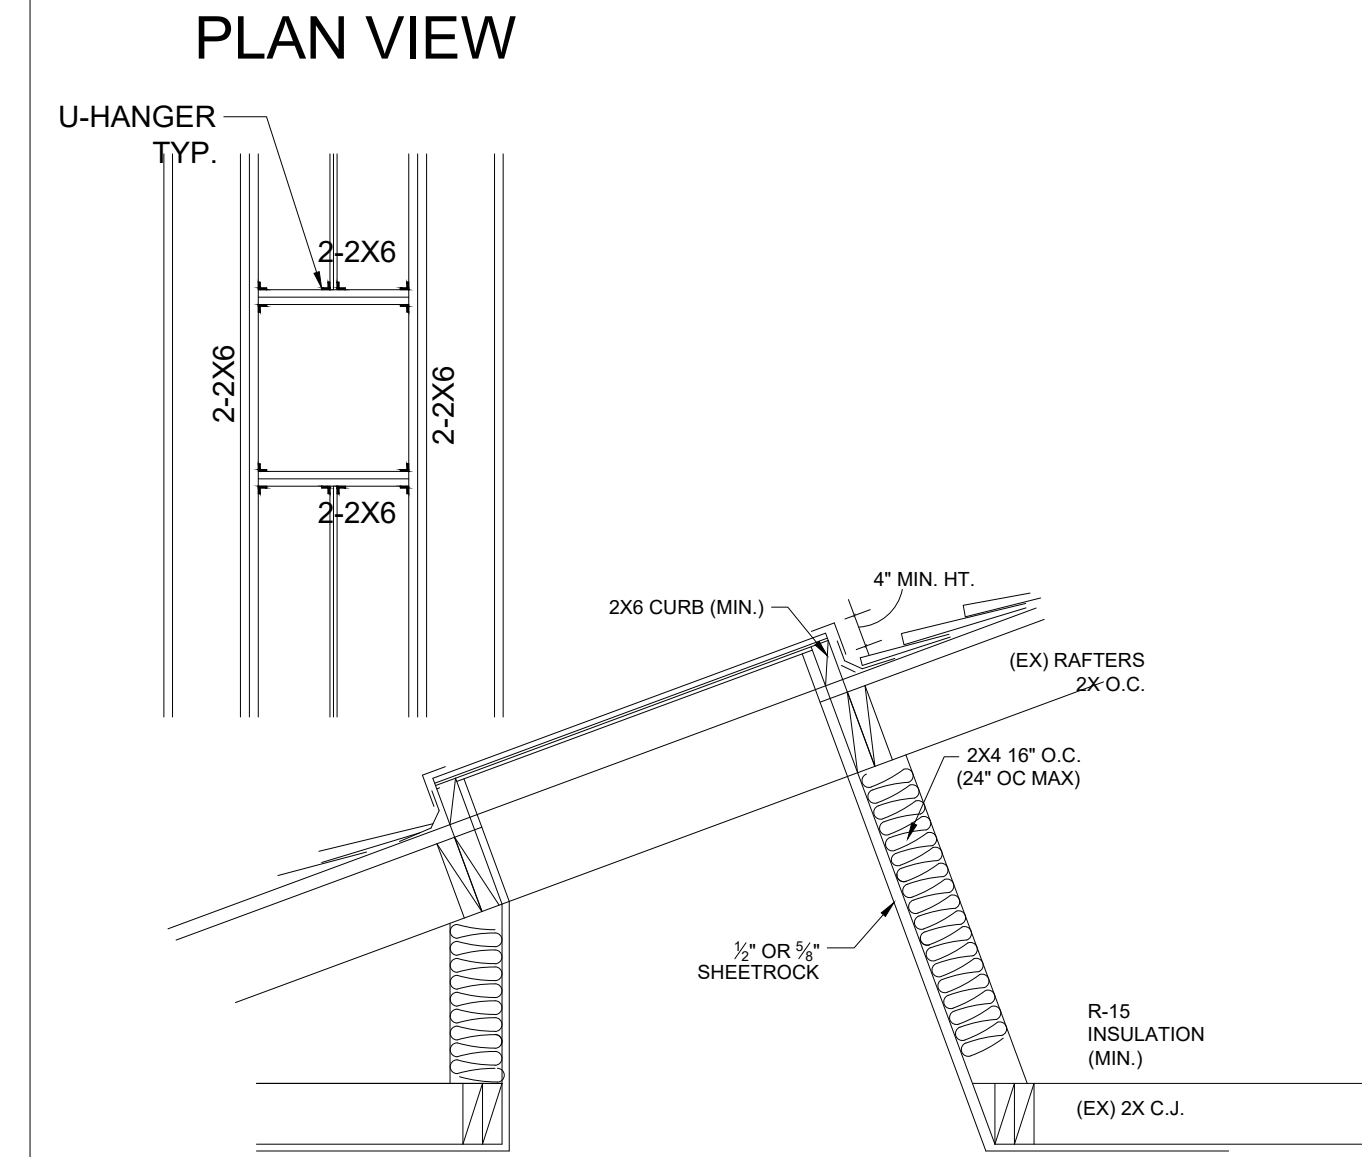 PLAN VIEW
U-HANGER
TYP.
2-2X6
2-2X6
2-2X6
2-2X6
4" MIN. HT.
2X6 CURB (MIN.)
(EX) RAFTERS
2X O.C.
2X4 16" O.C.
(24" OC MAX)
½" OR ⅝"
SHEETROCK
R-15
INSULATION
(MIN.)
(EX) 2X C.J.